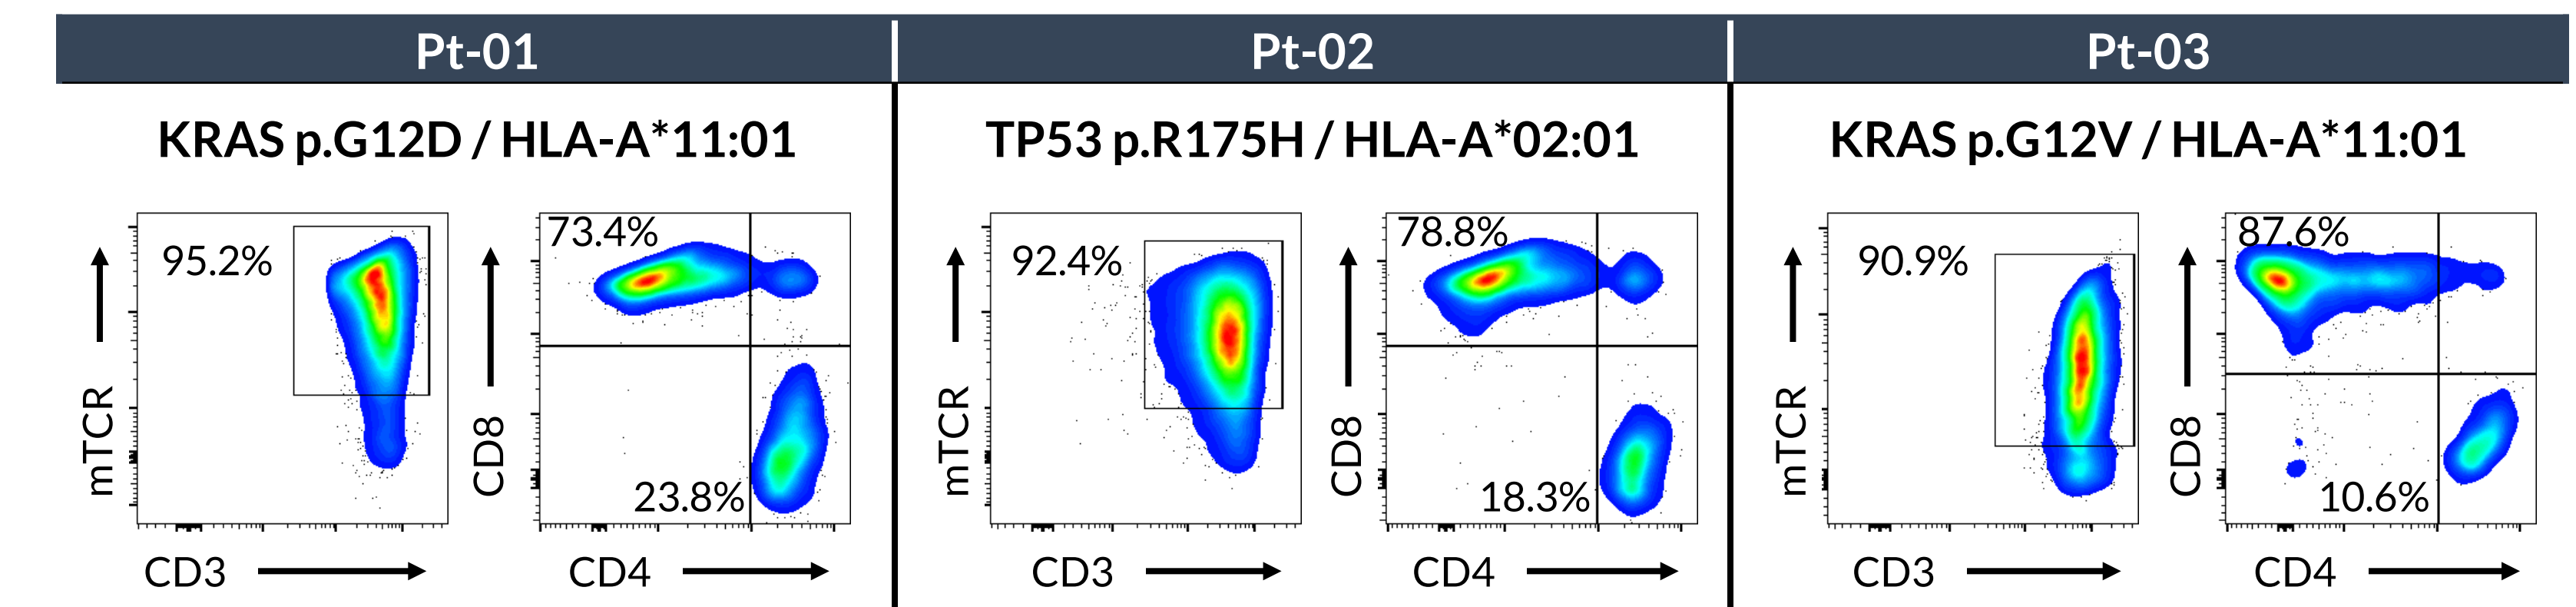 Pt-01
Pt-02
Pt-03
KRAS p.G12D / HLA-A*11:01
TP53 p.R175H / HLA-A*02:01
KRAS p.G12V / HLA-A*11:01
mTCR
95.2%
CD3
CD8
73.4%
23.8%
CD4
mTCR
92.4%
CD3
CD8
78.8%
18.3%
CD4
mTCR
90.9%
CD3
CD8
87.6%
10.6%
CD4